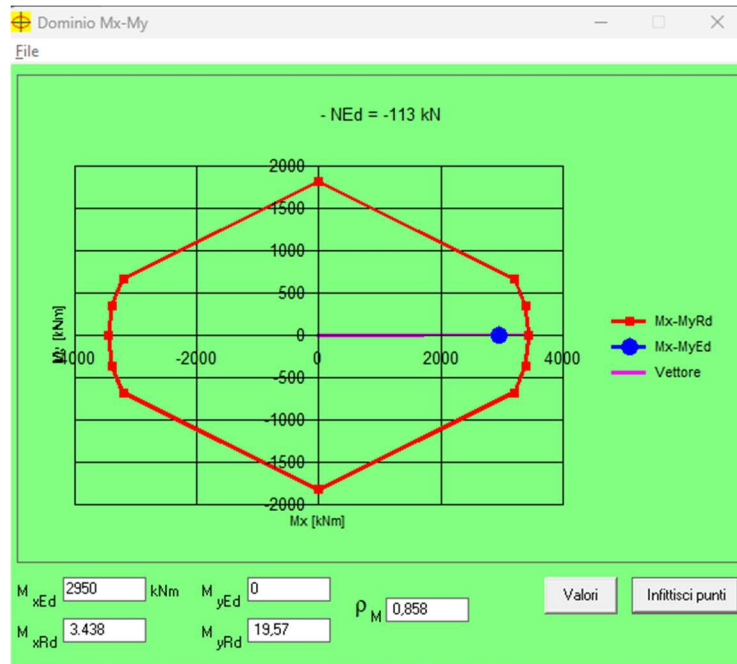 Dominio Mx-My
File
- NEd = -113 kN
2000
1500
1000
500
0
-500
-1000
-1500
-2000
-4000 -2000 0 2000 4000
[kNm]
Mx [kNm]
Mx-MyRd
Mx-MyEd
Vettore
M xEd 2950 kNm M yEd 0
M xRd 3.438 M yRd 19,57
ρ M 0,858
Valori Infittisci punti